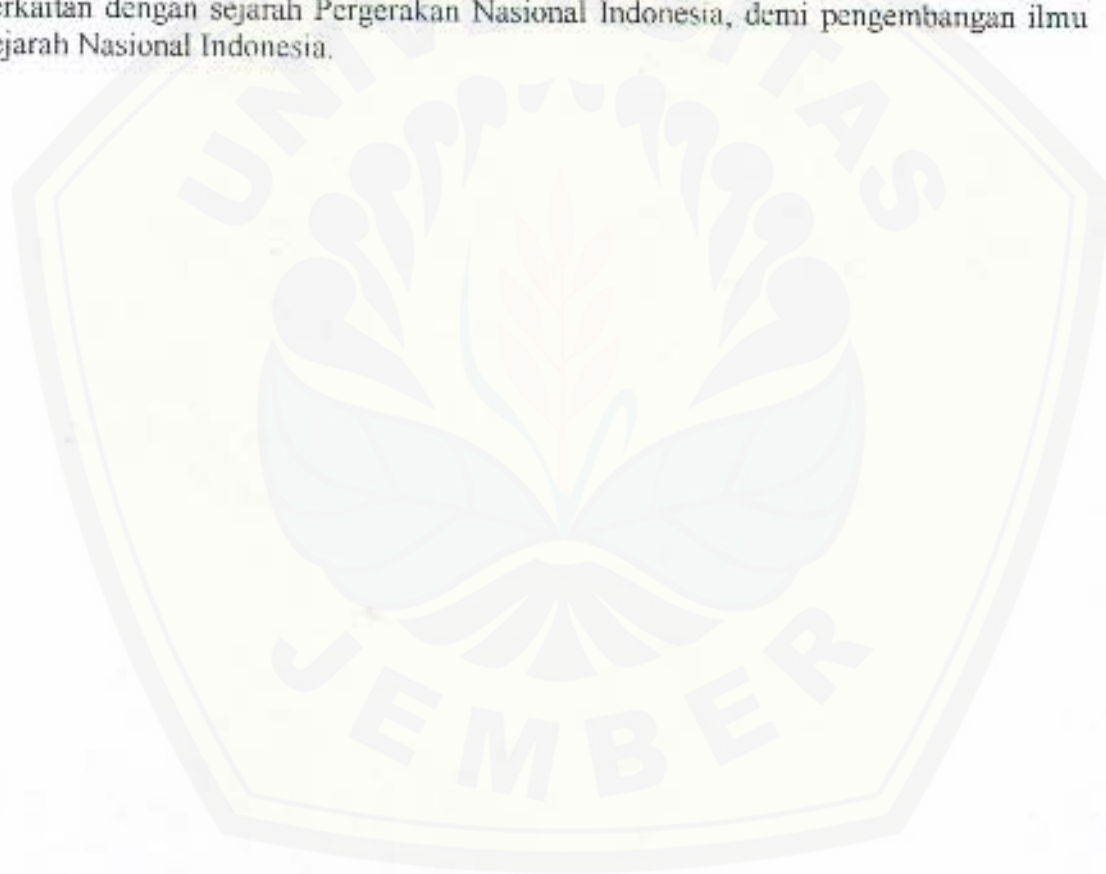 erkaitan dengan sejarah Pergerakan Nasional Indonesia, demi pengembangan ilmu
ejarah Nasional Indonesia.
UNIVERSITAS
JEMBER